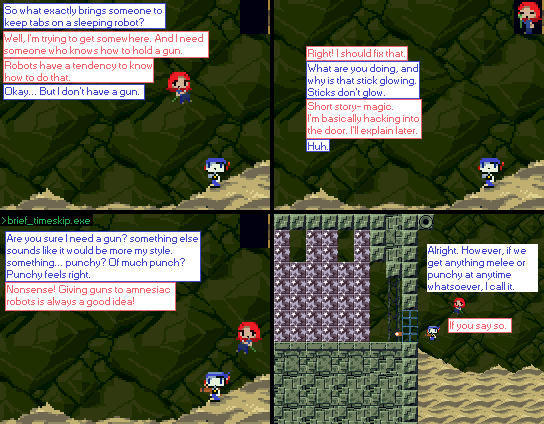 So what exactly brings someone to
keep tabs on a sleeping robot?
Well, I'm trying to get somewhere. And I need
someone who knows how to hold a gun.
Robots have a tendency to know
how to do that.
Okay... But I don't have a gun.
Right! I should fix that.
What are you doing, and
why is that stick glowing.
Sticks don't glow.
Short story- magic.
I'm basically hacking into
the door. I'll explain later.
Huh.
>brief_timeskip.exe
Are you sure I need a gun? something else
sounds like it would be more my style.
something... punchy? Of much punch?
Punchy feels right.
Nonsense! Giving guns to amnesiac
robots is always a good idea!
Alright. However, if we
get anything melee or
punchy at anytime
whatsoever, I call it.
If you say so.